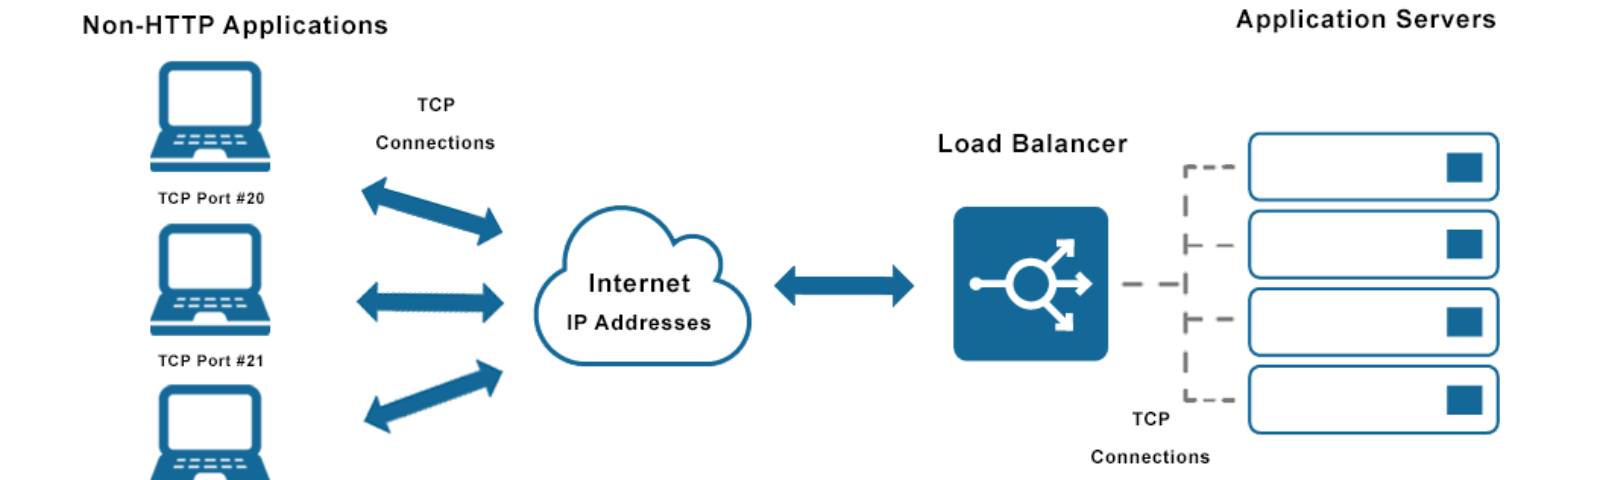 Non-HTTP Applications
Application Servers
TCP
Connections
Load Balancer
TCP Port #20
Internet
IP Addresses
TCP Port #21
TCP
Connections